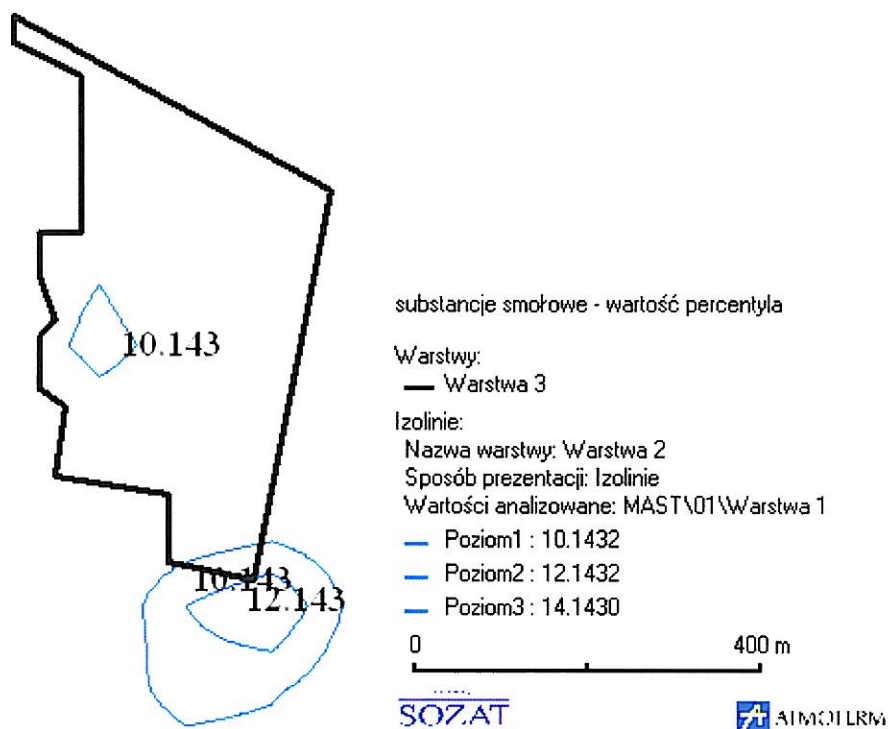 substancje smołowe - wartość percentyla
Warstwy:
Warstwa 3
Izolinie:
Nazwa warstwy: Warstwa 2
Sposób prezentacji: Izolinie
Wartości analizowane: MAST\01\Warstwa 1
Poziom1 : 10.1432
Poziom2 : 12.1432
Poziom3 : 14.1430
0 400 m
SOZAT
ATMOTERM
10.143
10.143
12.143